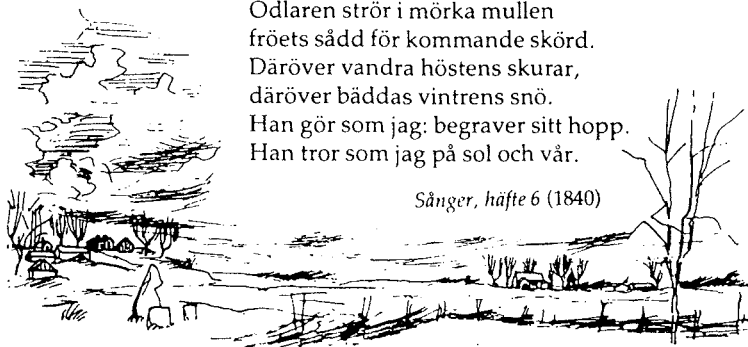 Odlaren strör i mörka mullen
fröets sådd för kommande skörd.
Däröver vandra höstens skurar,
däröver bäddas vintrens snö.
Han gör som jag: begraver sitt hopp.
Han tror som jag på sol och vår.
Sånger, häfte 6 (1840)